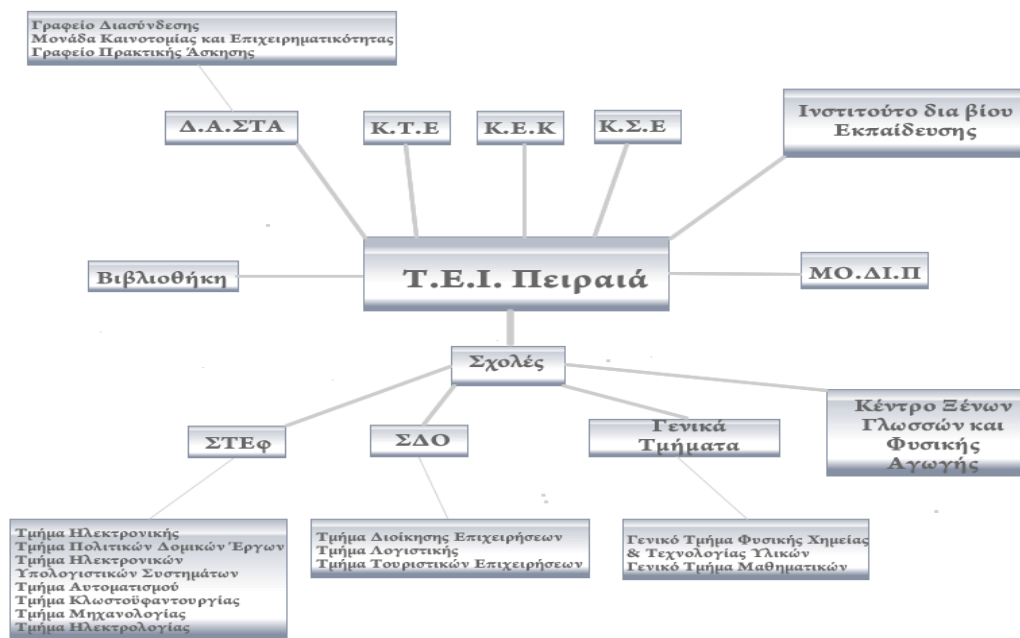 Γραφείο Διασύνδεσης
Μονάδα Καινοτομίας και Επιχειρηματικότητας
Γραφείο Πρακτικής Άσκησης
Δ.Α.ΣΤΑ
Κ.Τ.Ε
Κ.Ε.Κ
Κ.Σ.Ε
Ινστιτούτο δια βίου
Εκπαίδευσης
Βιβλιοθήκη
Τ.Ε.Ι. Πειραιά
ΜΟ.ΔΙ.Π
Σχολές
ΣΤΕφ
ΣΔΟ
Γενικά
Τμήματα
Κέντρο Ξένων
Γλωσσών και
Φυσικής
Αγωγής
Τμήμα Ηλεκτρονικής
Τμήμα Πολιτικών Δομικών Έργων
Τμήμα Ηλεκτρονικών
Υπολογιστικών Συστημάτων
Τμήμα Αυτοματισμού
Τμήμα Κλωστοϋφαντουργίας
Τμήμα Μηχανολογίας
Τμήμα Ηλεκτρολογίας
Τμήμα Διοίκησης Επιχειρήσεων
Τμήμα Λογιστικής
Τμήμα Τουριστικών Επιχειρήσεων
Γενικό Τμήμα Φυσικής Χημείας
& Τεχνολογίας Υλικών
Γενικό Τμήμα Μαθηματικών